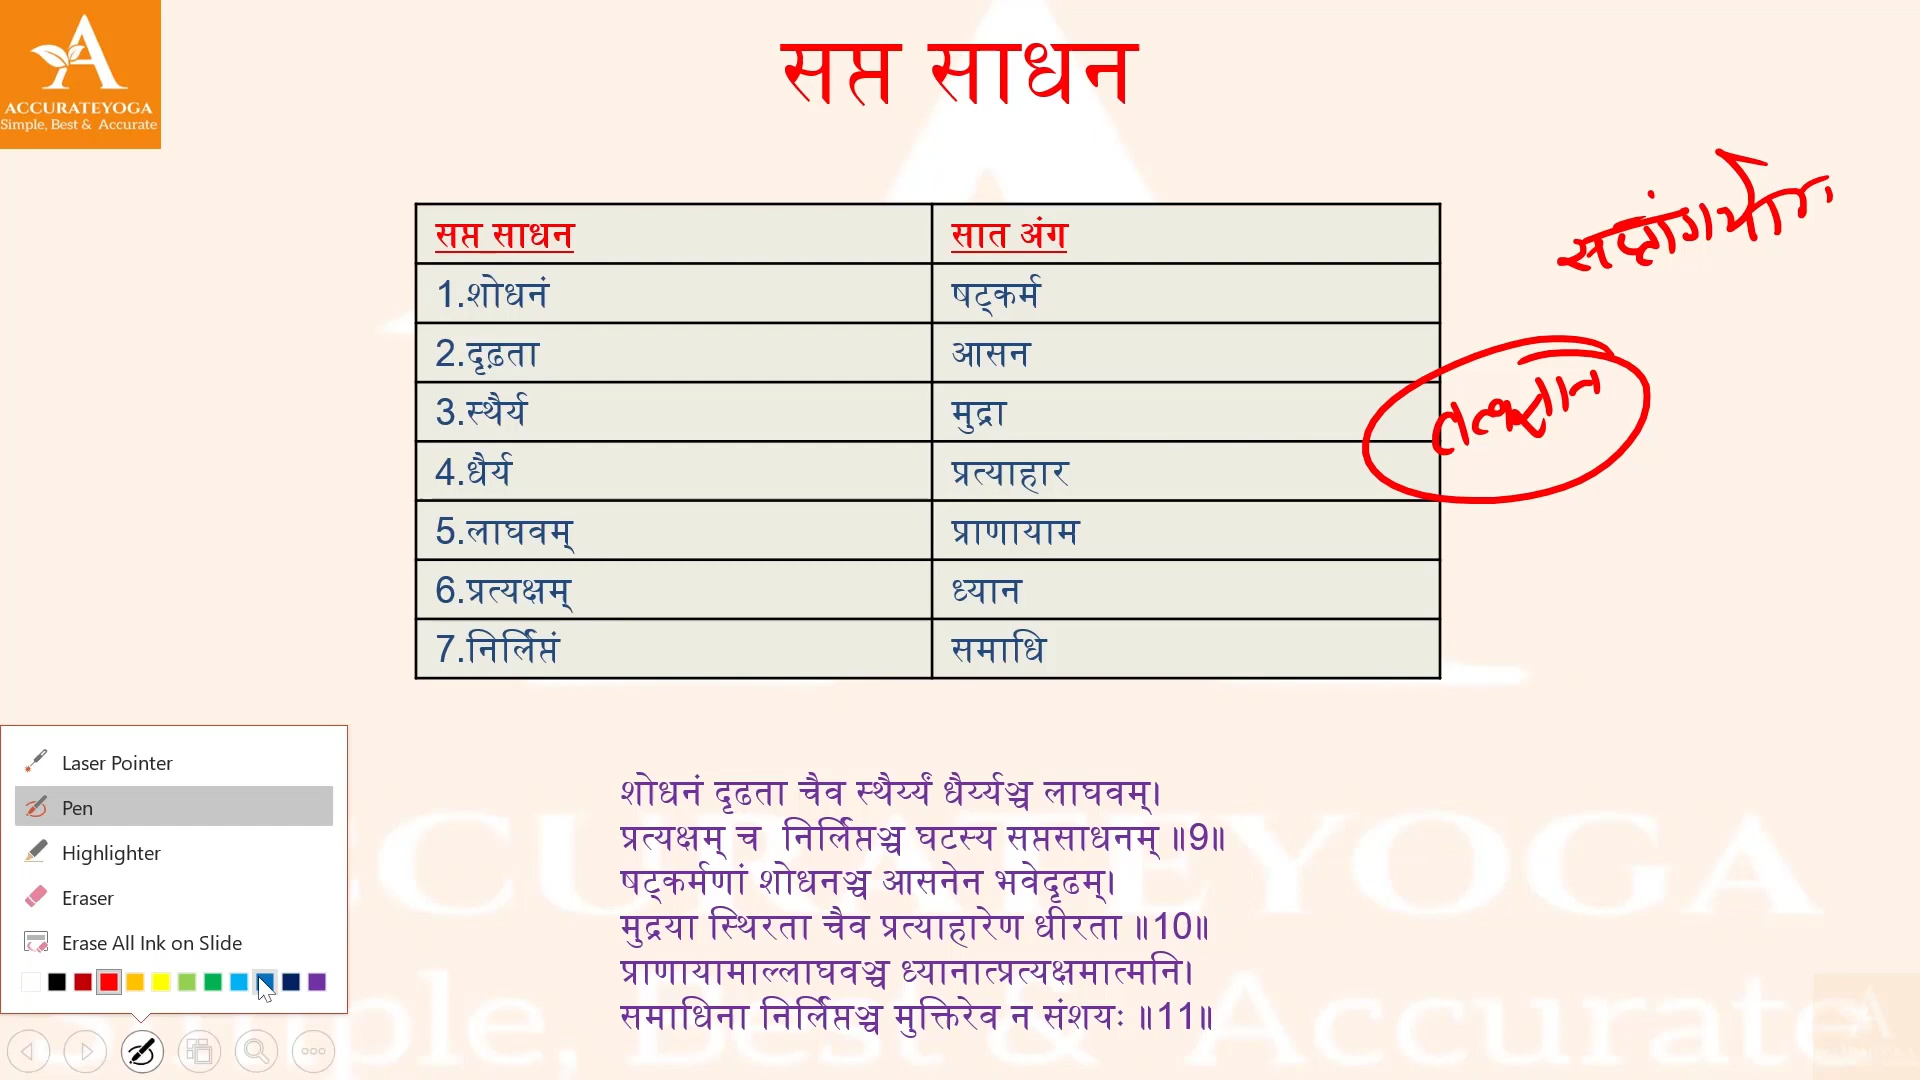 ACCURATEYOGA
Simple, Best & Accurate
सप्त साधन
सप्तांगयोग
सप्त साधन सात अंग
1.शोधनं षट्कर्म
2.दृढ़ता आसन
3.स्थैर्य मुद्रा
4.धैर्य प्रत्याहार
5.लाघवम् प्राणायाम
6.प्रत्यक्षम् ध्यान
7.निर्लिप्तं समाधि
शोधनं दृढता चैव स्थैर्य्यं धैर्य्यञ्च लाघवम्।
प्रत्यक्षम् च निर्लिप्तञ्च घटस्य सप्तसाधनम् ॥9॥
षट्कर्मणां शोधनञ्च आसनेन भवेदृढम्।
मुद्रया स्थिरता चैव प्रत्याहारेण धीरता ॥10॥
प्राणायामाल्लाघवञ्च ध्यानात्प्रत्यक्षमात्मनि।
समाधिना निर्लिप्तञ्च मुक्तिरेव न संशयः ॥11॥
Laser Pointer
Pen
Highlighter
Eraser
Erase All Ink on Slide